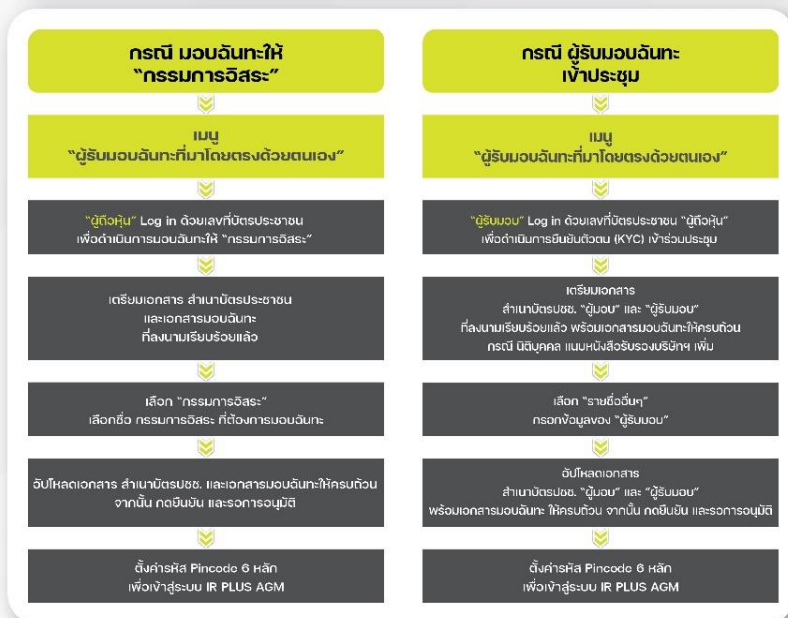 กรณี มอบฉันทะให้
“กรรมการอิสระ”
เมนู
“ผู้รับมอบฉันทะที่มาโดยตรงด้วยตนเอง”
“ผู้ถือหุ้น” Log in ด้วยเลขที่บัตรประชาชน
เพื่อดำเนินการมอบฉันทะให้ “กรรมการอิสระ”
เตรียมเอกสาร สำเนาบัตรประชาชน
และเอกสารมอบฉันทะ
ที่ลงนามเรียบร้อยแล้ว
เลือก “กรรมการอิสระ”
เลือกชื่อ กรรมการอิสระ ที่ต้องการมอบฉันทะ
อัปโหลดเอกสาร สำเนาบัตรปชช. และเอกสารมอบฉันทะให้ครบถ้วน
จากนั้น กดยืนยัน และรอการอนุมัติ
ตั้งค่ารหัส Pincode 6 หลัก
เพื่อเข้าสู่ระบบ IR PLUS AGM
กรณี ผู้รับมอบฉันทะ
เข้าประชุม
เมนู
“ผู้รับมอบฉันทะที่มาโดยตรงด้วยตนเอง”
“ผู้รับมอบ” Log in ด้วยเลขที่บัตรประชาชน “ผู้ถือหุ้น”
เพื่อดำเนินการยืนยันตัวตน (KYC) เข้าร่วมประชุม
เตรียมเอกสาร
สำเนาบัตรปชช. “ผู้มอบ” และ “ผู้รับมอบ”
ที่ลงนามเรียบร้อยแล้ว พร้อมเอกสารมอบฉันทะให้ครบถ้วน
กรณี นิติบุคคล แนบหนังสือรับรองบริษัทฯ เพิ่ม
เลือก “รายชื่ออื่นๆ”
กรอกข้อมูลของ “ผู้รับมอบ”
อัปโหลดเอกสาร
สำเนาบัตรปชช. “ผู้มอบ” และ “ผู้รับมอบ”
พร้อมเอกสารมอบฉันทะ ให้ครบถ้วน จากนั้น กดยืนยัน และรอการอนุมัติ
ตั้งค่ารหัส Pincode 6 หลัก
เพื่อเข้าสู่ระบบ IR PLUS AGM